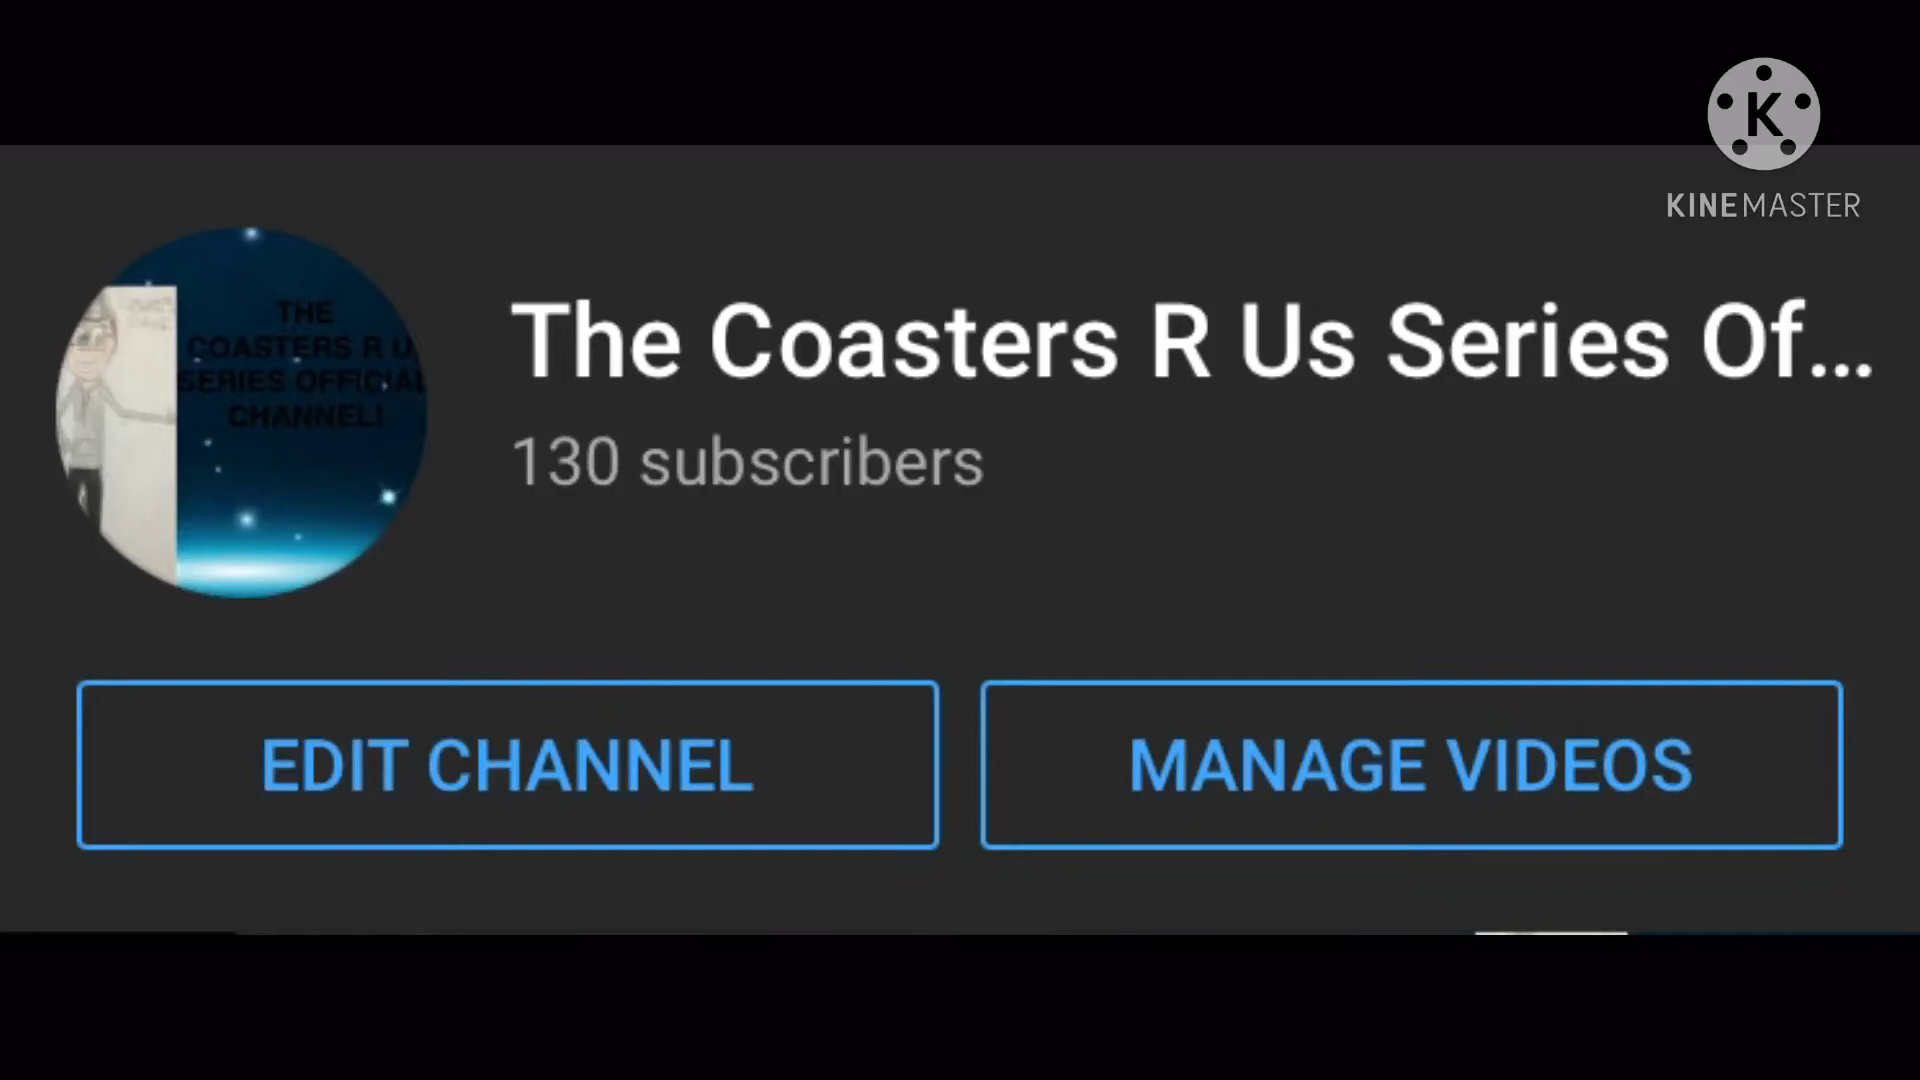 K
KINEMASTER
THE
COASTERS R U
SERIES OFFICIAL
CHANNEL!
The Coasters R Us Series Of...
130 subscribers
EDIT CHANNEL
MANAGE VIDEOS